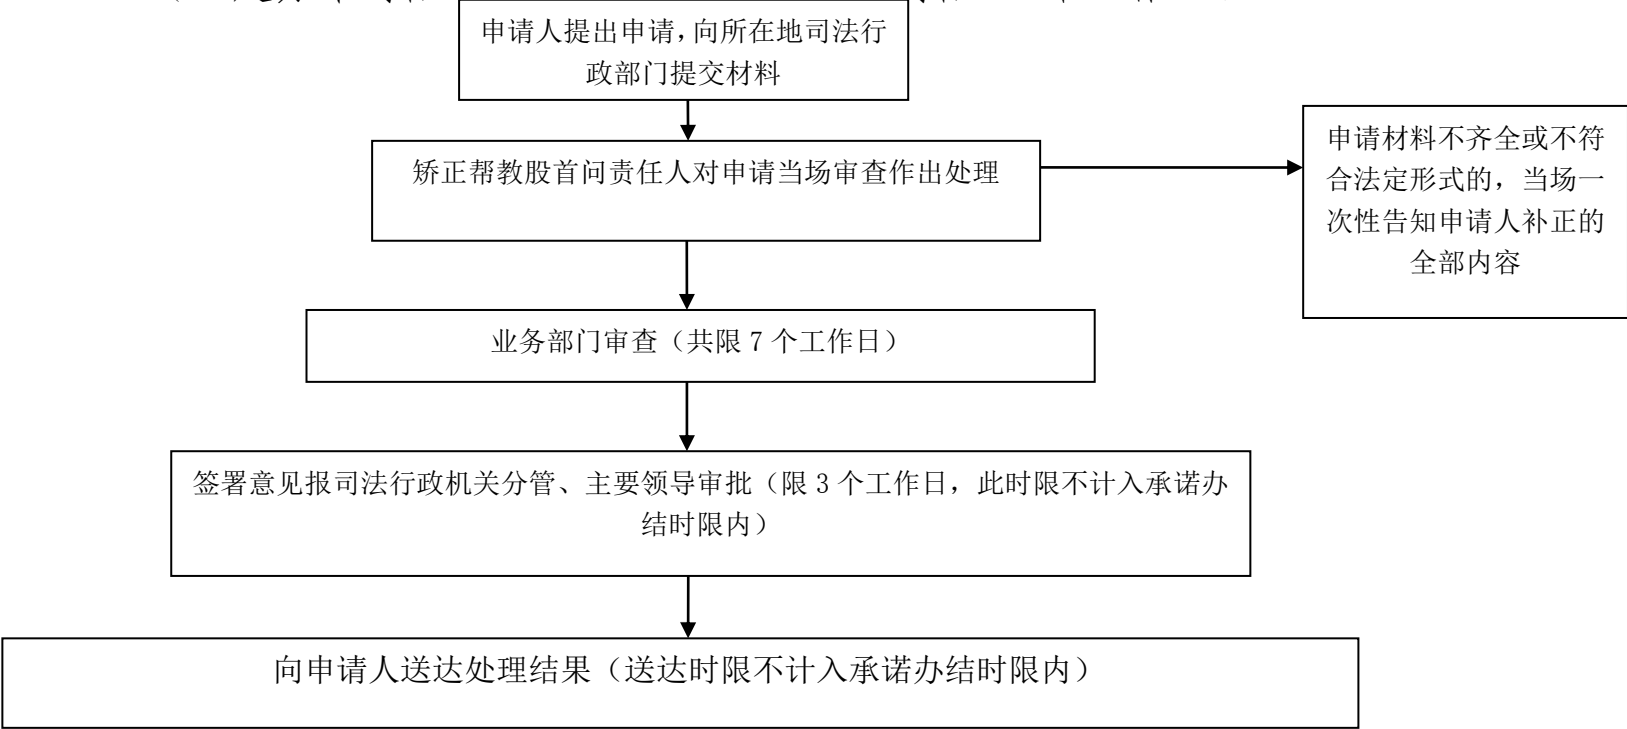 申请人提出申请，向所在地司法行
政部门提交材料
矫正帮教股首问责任人对申请当场审查作出处理
申请材料不齐全或不符
合法定形式的，当场一
次性告知申请人补正的
全部内容
业务部门审查（共限 7 个工作日）
签署意见报司法行政机关分管、主要领导审批（限 3 个工作日，此时限不计入承诺办
结时限内）
向申请人送达处理结果（送达时限不计入承诺办结时限内）